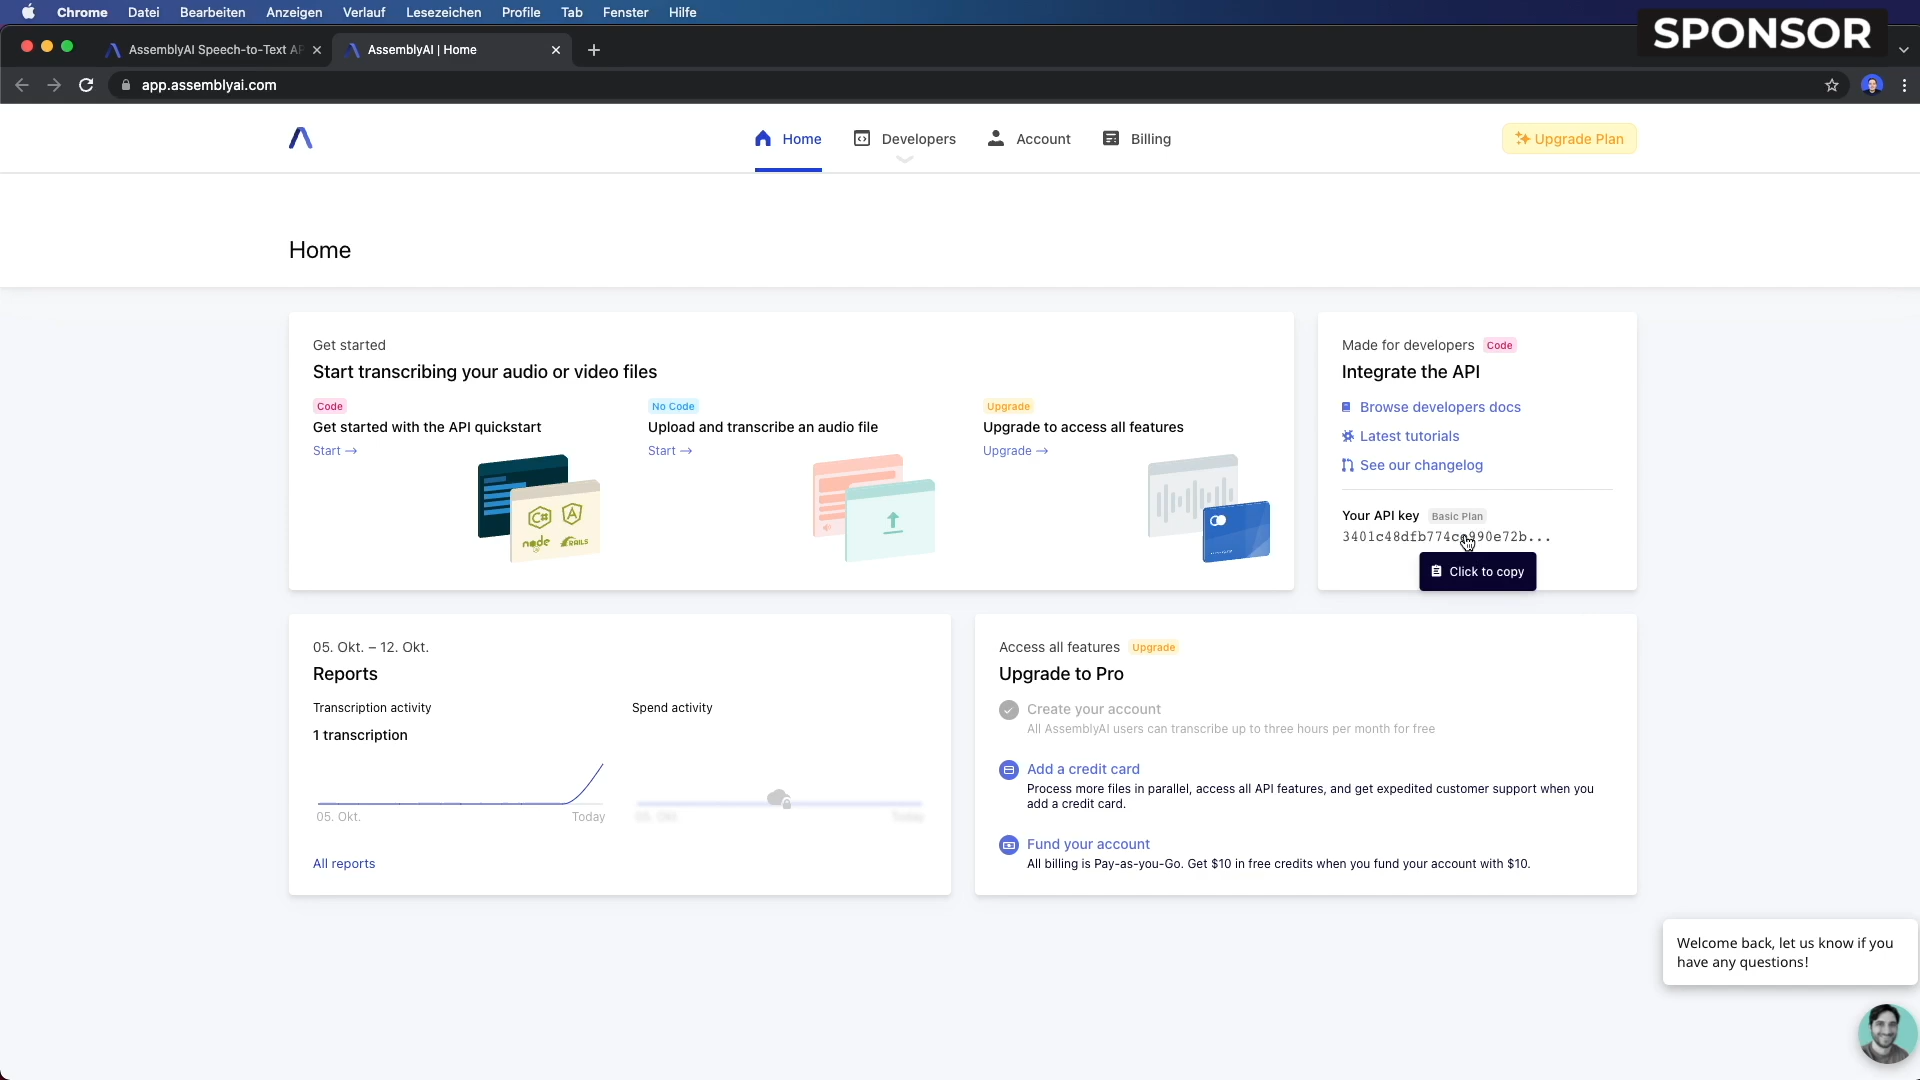 Chrome Datei Bearbeiten Anzeigen Verlauf Lesezeichen Profile Tab Fenster Hilfe
SPONSOR
AssemblyAI Speech-to-Text AP
AssemblyAI | Home
app.assemblyai.com
Home
Developers
Account
Billing
Upgrade Plan
Home
Get started
Start transcribing your audio or video files
Code
Get started with the API quickstart
Start →
No Code
Upload and transcribe an audio file
Start →
Upgrade
Upgrade to access all features
Upgrade →
C#
A
node
RAILS
Made for developers Code
Integrate the API
Browse developers docs
Latest tutorials
See our changelog
Your API key Basic Plan
Click to copy
05. Okt. – 12. Okt.
Reports
Transcription activity
1 transcription
05. Okt. Today
Spend activity
05. Okt. Today
All reports
Access all features Upgrade
Upgrade to Pro
Create your account
All AssemblyAI users can transcribe up to three hours per month for free
Add a credit card
Process more files in parallel, access all API features, and get expedited customer support when you
add a credit card.
Fund your account
All billing is Pay-as-you-Go. Get $10 in free credits when you fund your account with $10.
Welcome back, let us know if you
have any questions!